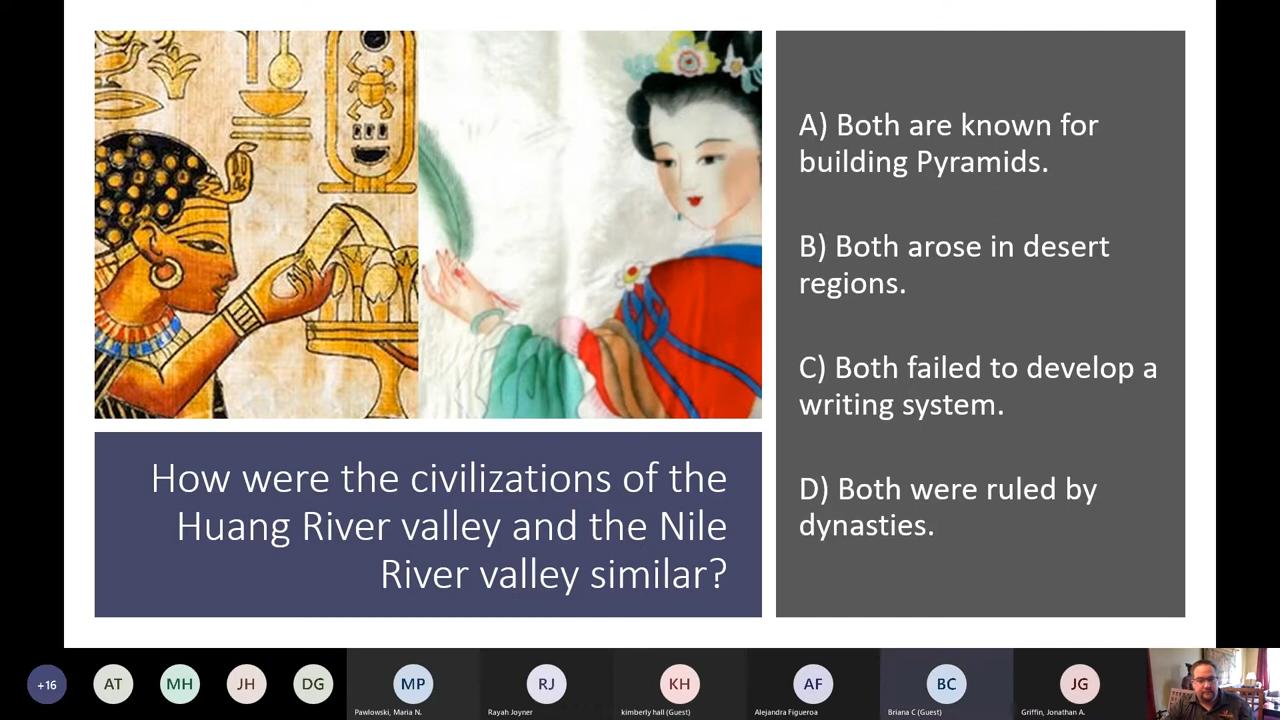 How were the civilizations of the
Huang River valley and the Nile
River valley similar?
A) Both are known for
building Pyramids.
B) Both arose in desert
regions.
C) Both failed to develop a
writing system.
D) Both were ruled by
dynasties.
+16
AT
MH
JH
DG
MP
Pawlowski, Maria N.
RJ
Rayah Joyner
KH
kimberly hall (Guest)
AF
Alejandra Figueroa
BC
Briana C (Guest)
JG
Griffin, Jonathan A.